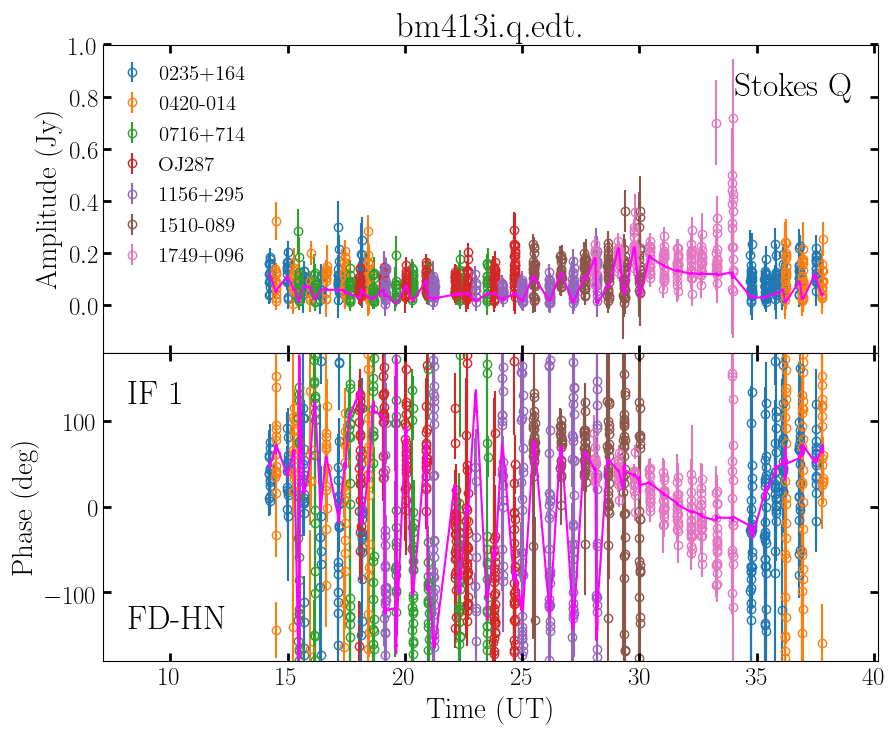 bm413i.q.edt.
1.0
0.8
0.6
0.4
0.2
0.0
Amplitude (Jy)
0235+164
0420-014
0716+714
OJ287
1156+295
1510-089
1749+096
Stokes Q
IF 1
FD-HN
100
0
−100
Phase (deg)
10 15 20 25 30 35 40
Time (UT)